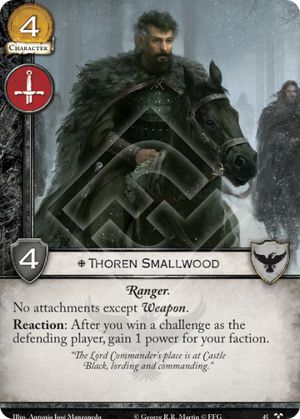 4
Character
4
Thoren Smallwood
Ranger.
No attachments except Weapon.
Reaction: After you win a challenge as the
defending player, gain 1 power for your faction.
"The Lord Commander's place is at Castle
Black, lording and commanding."
Illus. Antonio José Manzanedo © George R.R. Martin © FFG 45